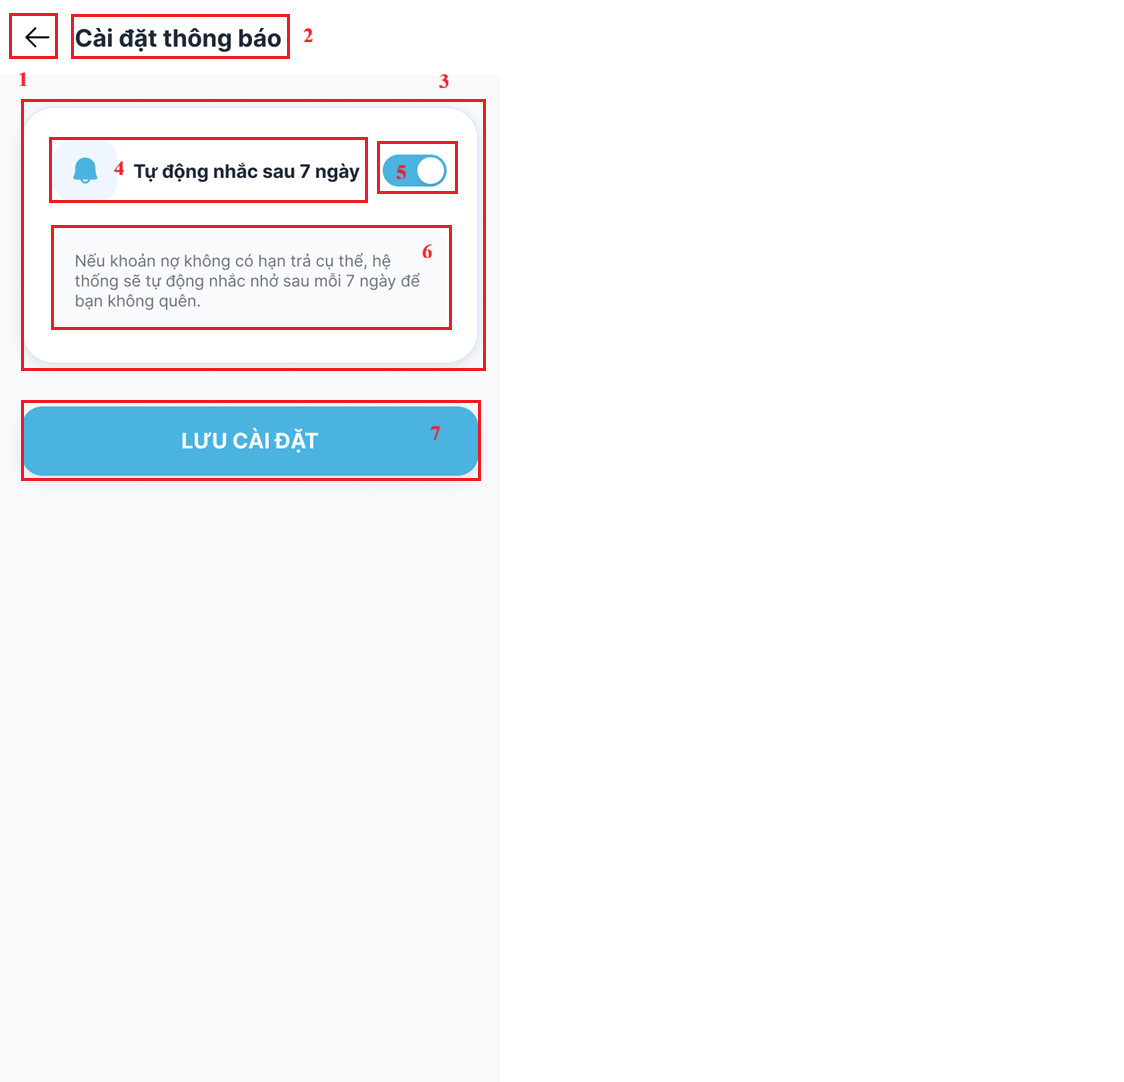 Cài đặt thông báo 2
1
3
4 Tự động nhắc sau 7 ngày 5
6
Nếu khoản nợ không có hạn trả cụ thể, hệ
thống sẽ tự động nhắc nhở sau mỗi 7 ngày để
bạn không quên.
LƯU CÀI ĐẶT 7